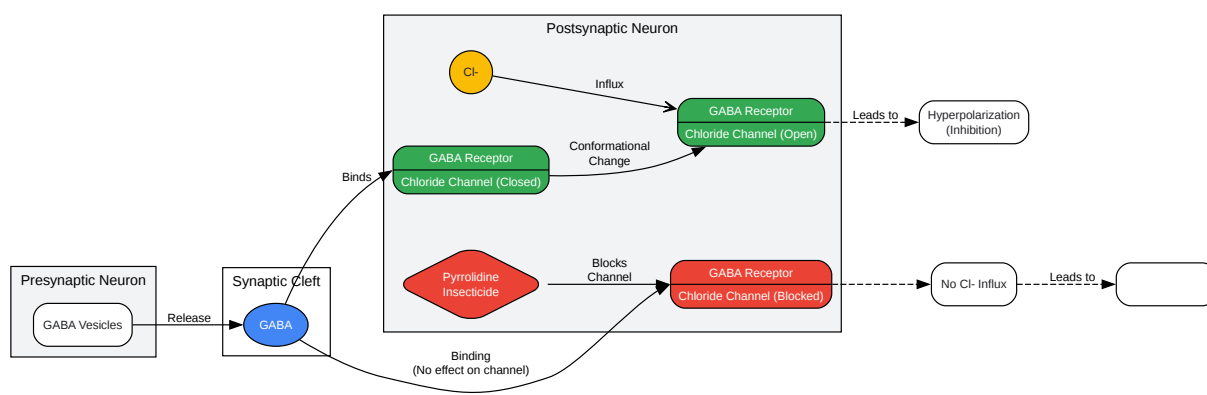 Postsynaptic Neuron
Cl-
Influx
GABA Receptor
Chloride Channel (Open)
Leads to
Hyperpolarization
(Inhibition)
Conformational
Change
GABA Receptor
Chloride Channel (Closed)
Binds
Presynaptic Neuron
GABA Vesicles
Release
Synaptic Cleft
GABA
Pyrrolidine
Insecticide
Blocks
Channel
GABA Receptor
Chloride Channel (Blocked)
No Cl- Influx
Leads to
Binding
(No effect on channel)